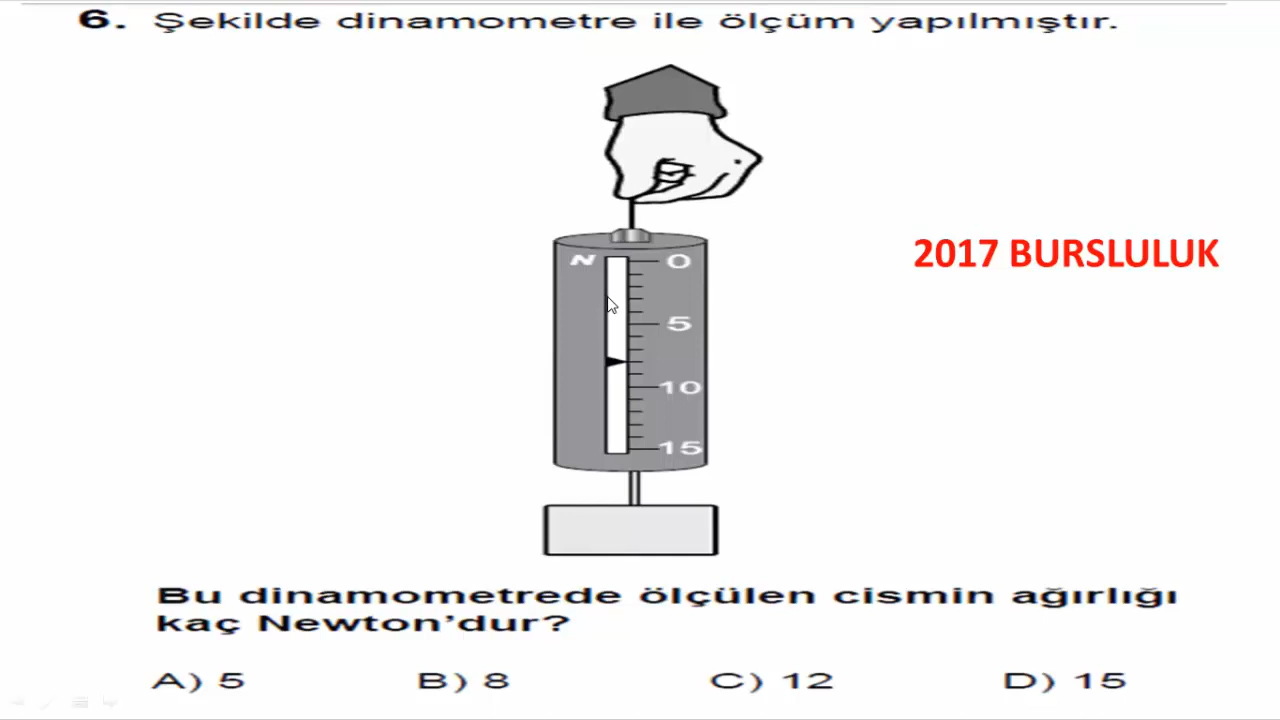 6. Şekilde dinamometre ile ölçüm yapılmıştır.
2017 BURSLULUK
N
0
5
10
15
Bu dinamometrede ölçülen cismin ağırlığı
kaç Newton'dur?
A) 5 B) 8 C) 12 D) 15